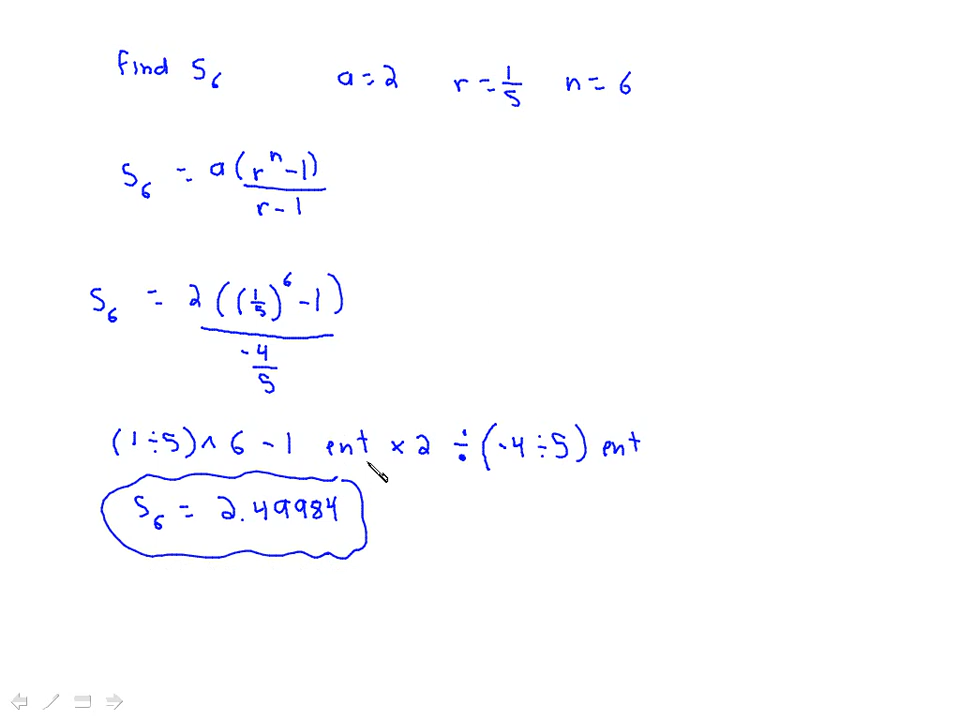 Find S₆ a = 2 r = 1/5 n = 6
S₆ = a(rⁿ - 1) / r - 1
S₆ = 2((1/5)⁶ - 1) / -4/5
(1 ÷ 5) ^ 6 - 1 ent × 2 ÷ (-4 ÷ 5) ent
S₆ = 2.49984